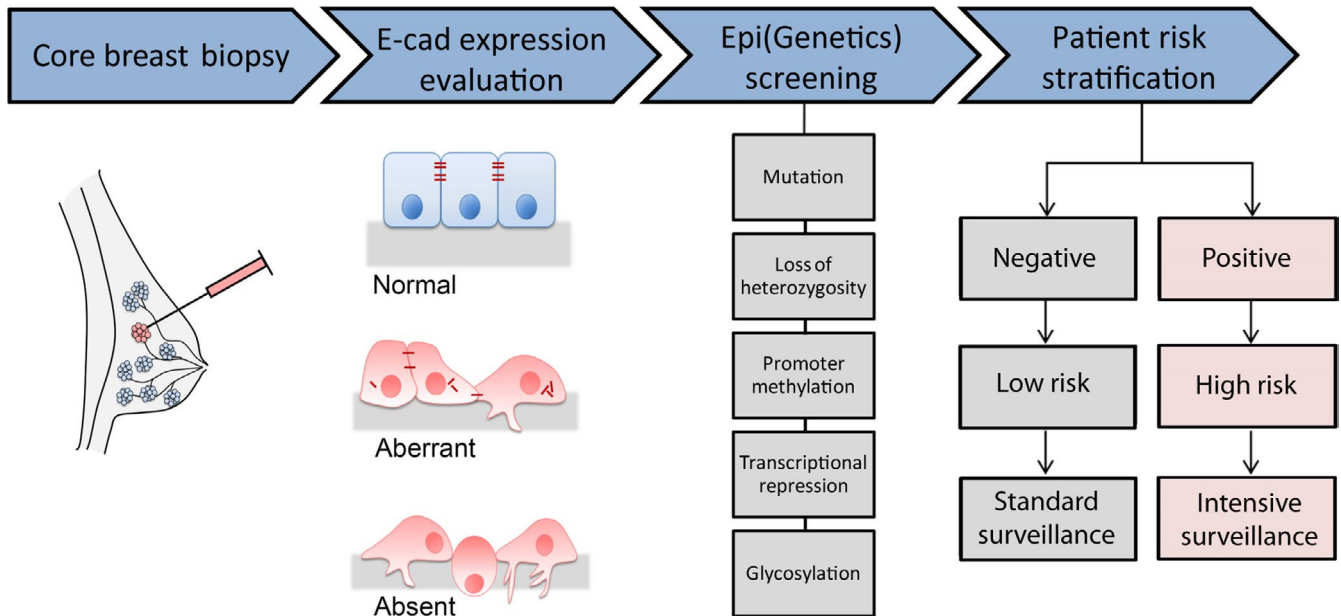 Core breast biopsy
E-cad expression
evaluation
Epi(Genetics)
screening
Patient risk
stratification
Normal
Aberrant
Absent
Mutation
Loss of
heterozygosity
Promoter
methylation
Transcriptional
repression
Glycosylation
Negative
Positive
Low risk
High risk
Standard
surveillance
Intensive
surveillance